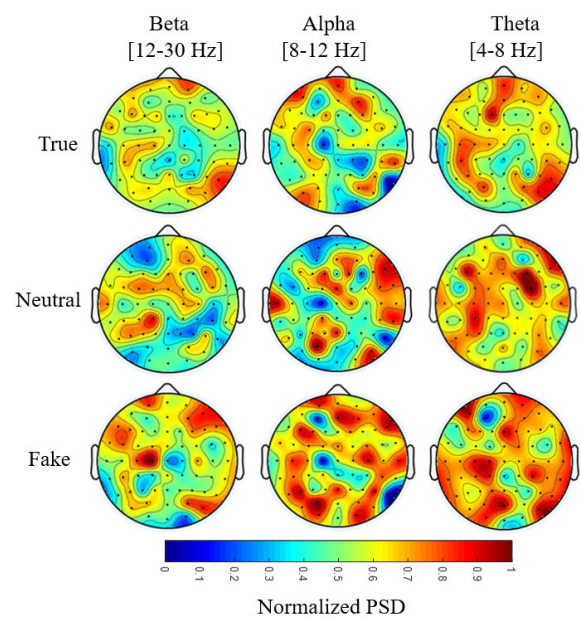 Beta Alpha Theta
[12-30 Hz] [8-12 Hz] [4-8 Hz]
True
Neutral
Fake
0 0.1 0.2 0.3 0.4 0.5 0.6 0.7 0.8 0.9 1
Normalized PSD